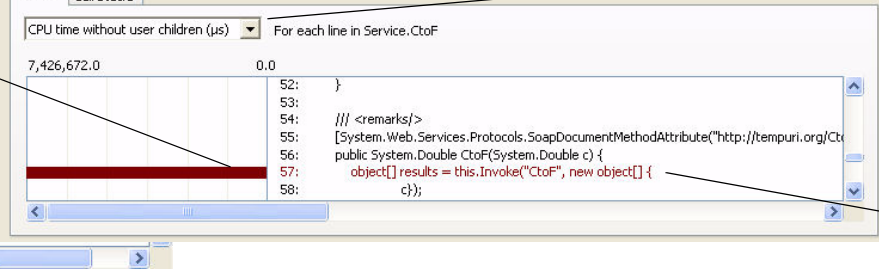 CPU time without user children (µs) For each line in Service.CtoF
7,426,672.0 0.0
52: }
53:
54: /// <remarks/>
55: [System.Web.Services.Protocols.SoapDocumentMethodAttribute("http://tempuri.org/Cto
56: public System.Double CtoF(System.Double c) {
57: object[] results = this.Invoke("CtoF", new object[] {
58: c});